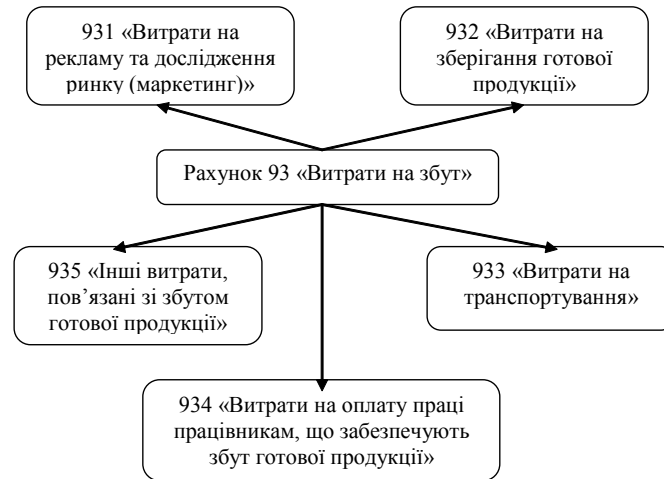 931 «Витрати на
рекламу та дослідження
ринку (маркетинг)»
932 «Витрати на
зберігання готової
продукції»
Рахунок 93 «Витрати на збут»
935 «Інші витрати,
пов’язані зі збутом
готової продукції»
933 «Витрати на
транспортування»
934 «Витрати на оплату праці
працівникам, що забезпечують
збут готової продукції»